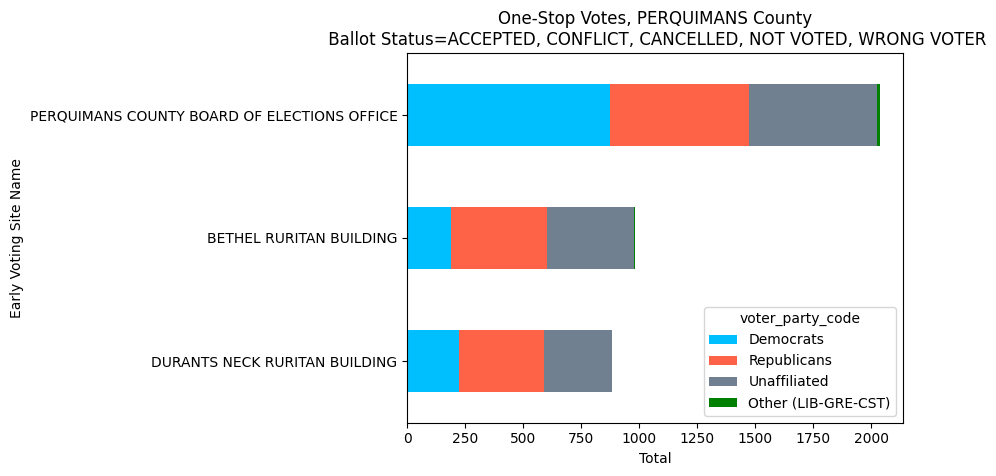 One-Stop Votes, PERQUIMANS County
Ballot Status=ACCEPTED, CONFLICT, CANCELLED, NOT VOTED, WRONG VOTER
Early Voting Site Name
PERQUIMANS COUNTY BOARD OF ELECTIONS OFFICE
BETHEL RURITAN BUILDING
DURANTS NECK RURITAN BUILDING
voter_party_code
Democrats
Republicans
Unaffiliated
Other (LIB-GRE-CST)
0 250 500 750 1000 1250 1500 1750 2000
Total